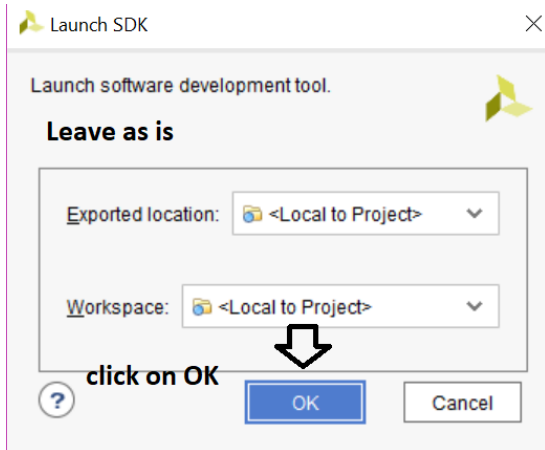 Launch SDK
Launch software development tool.
Leave as is
Exported location: <Local to Project>
Workspace: <Local to Project>
click on OK
? OK Cancel